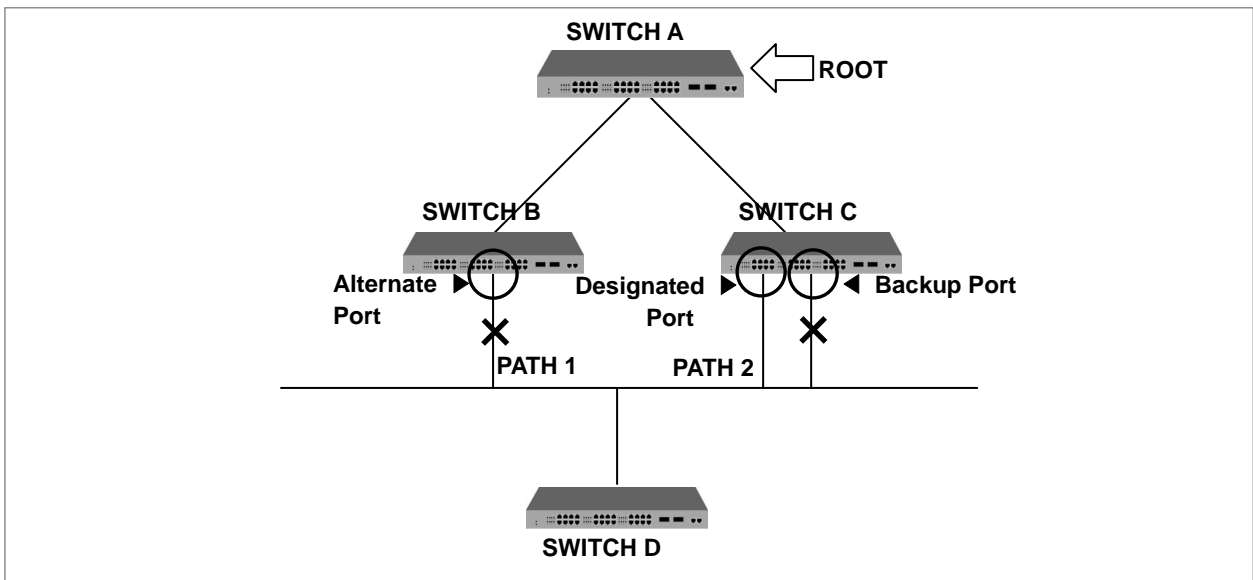 SWITCH A
ROOT
SWITCH B
SWITCH C
Alternate
Port
Designated
Port
Backup Port
PATH 1
PATH 2
SWITCH D